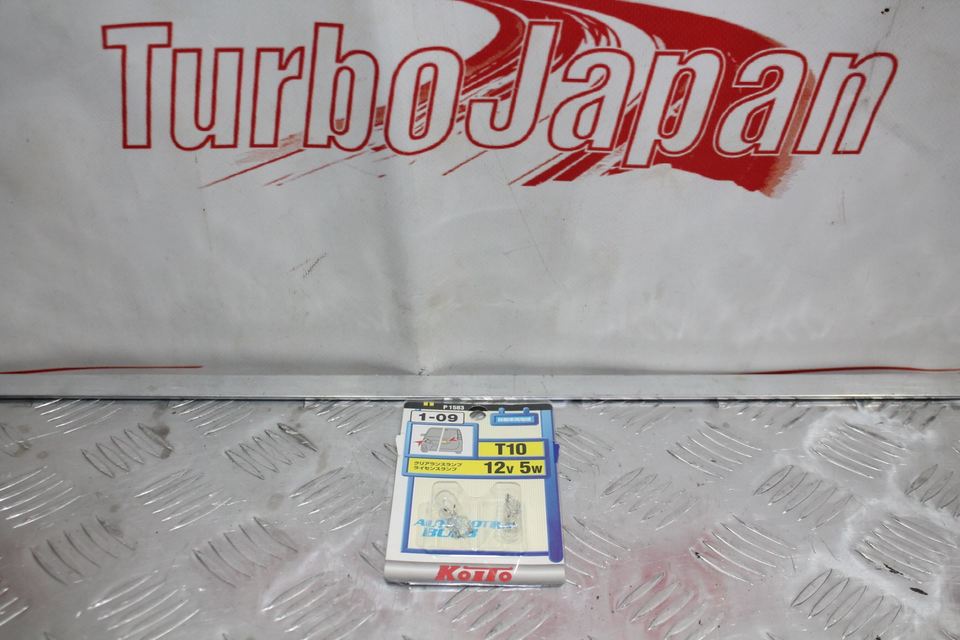 TurboJapan
P 1583
1-09
T10
クリアランスランプ
ライセンスランプ
12V 5W
AUTOMOTIVE
BULB
KOITO